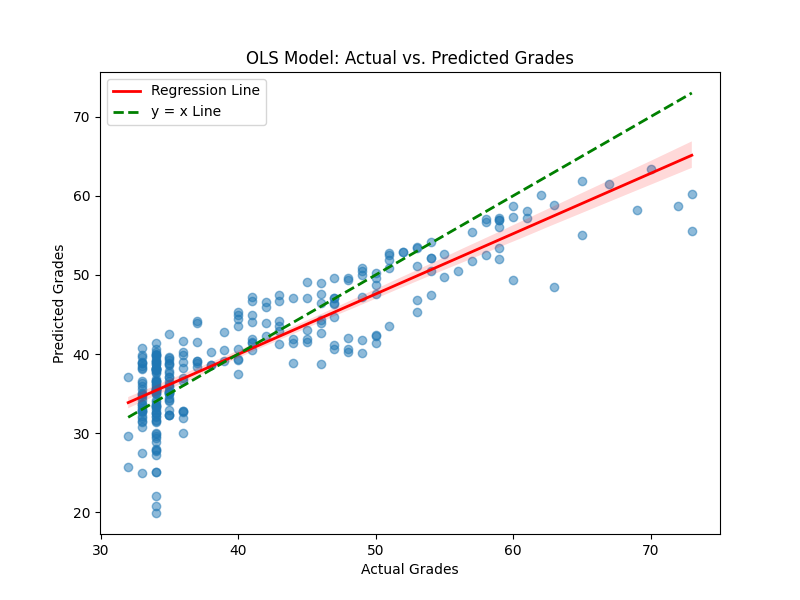 OLS Model: Actual vs. Predicted Grades
Regression Line
y = x Line
70
60
50
40
30
20
Predicted Grades
30
40
50
60
70
Actual Grades